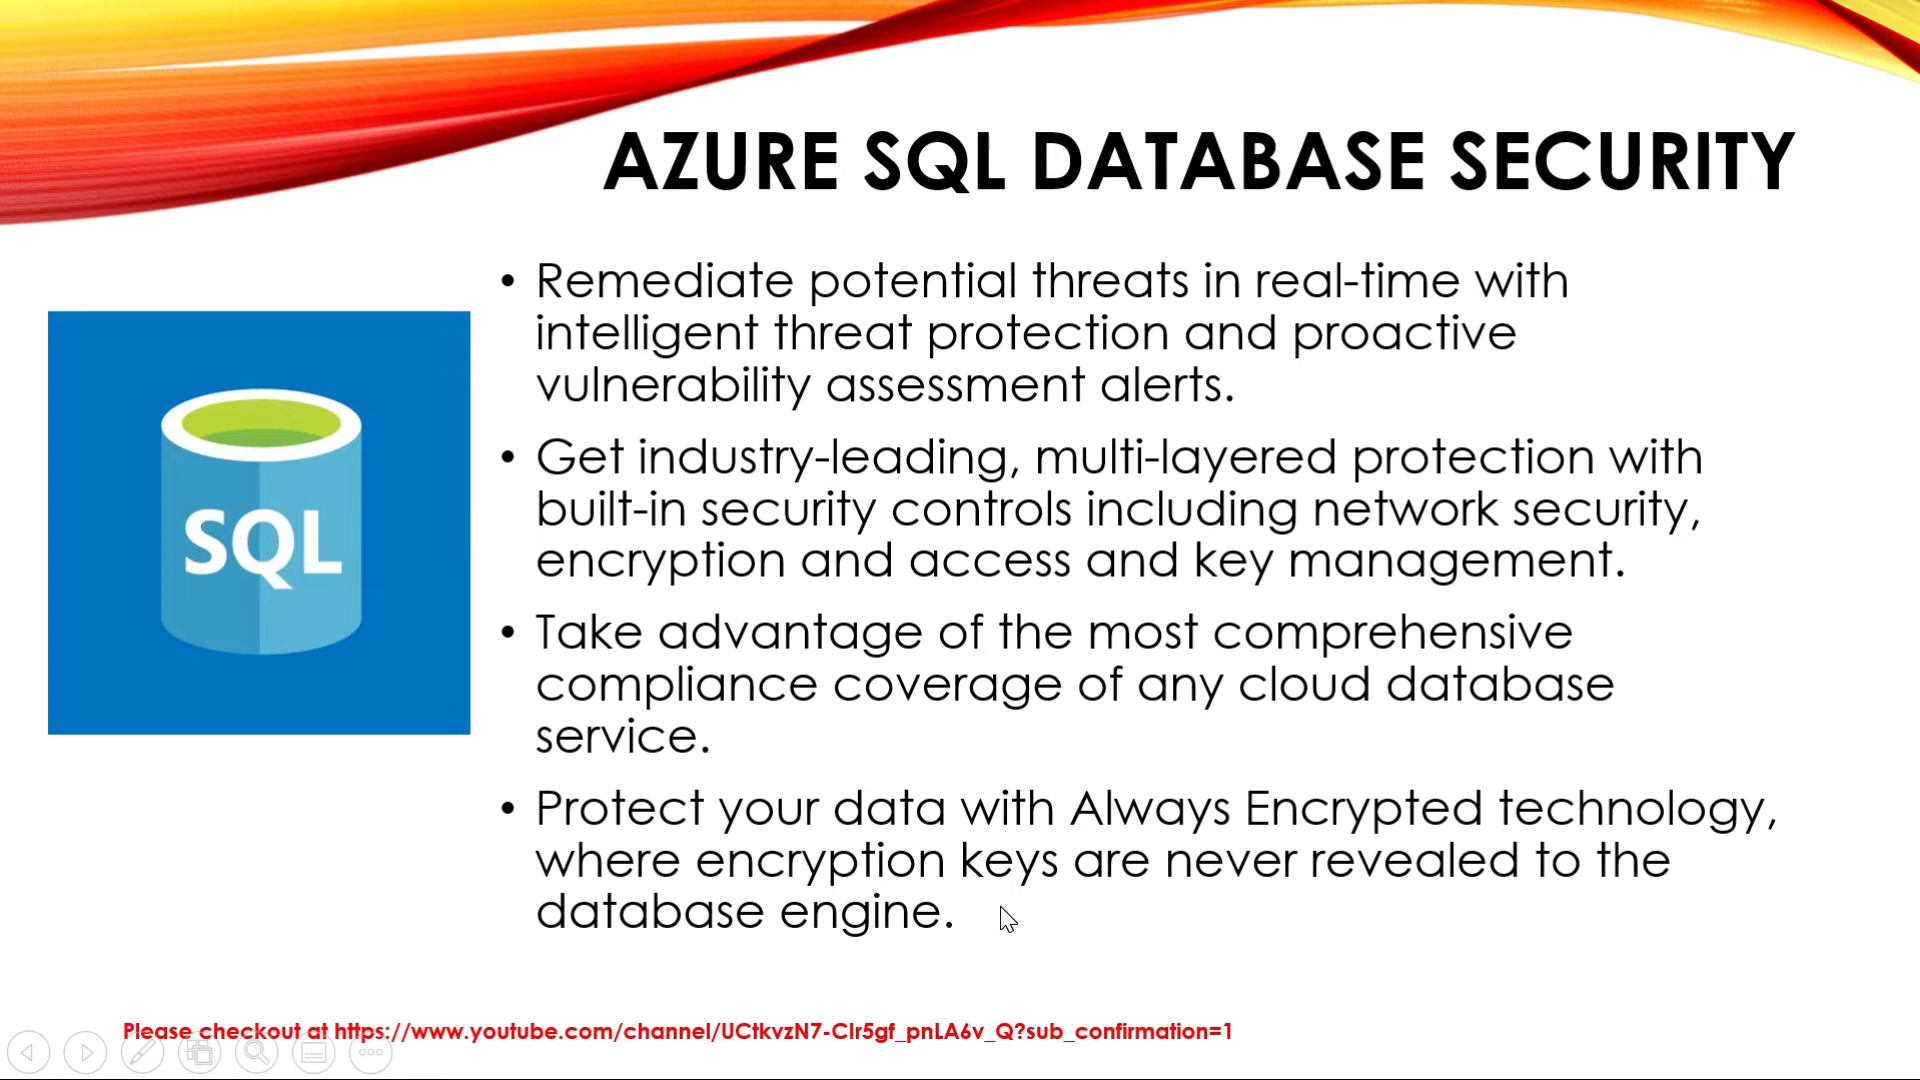 AZURE SQL DATABASE SECURITY
• Remediate potential threats in real-time with
intelligent threat protection and proactive
vulnerability assessment alerts.
• Get industry-leading, multi-layered protection with
built-in security controls including network security,
encryption and access and key management.
• Take advantage of the most comprehensive
compliance coverage of any cloud database
service.
• Protect your data with Always Encrypted technology,
where encryption keys are never revealed to the
database engine.
SQL
Please checkout at https://www.youtube.com/channel/UCtkvzN7-CIr5gf_pnLA6v_Q?sub_confirmation=1